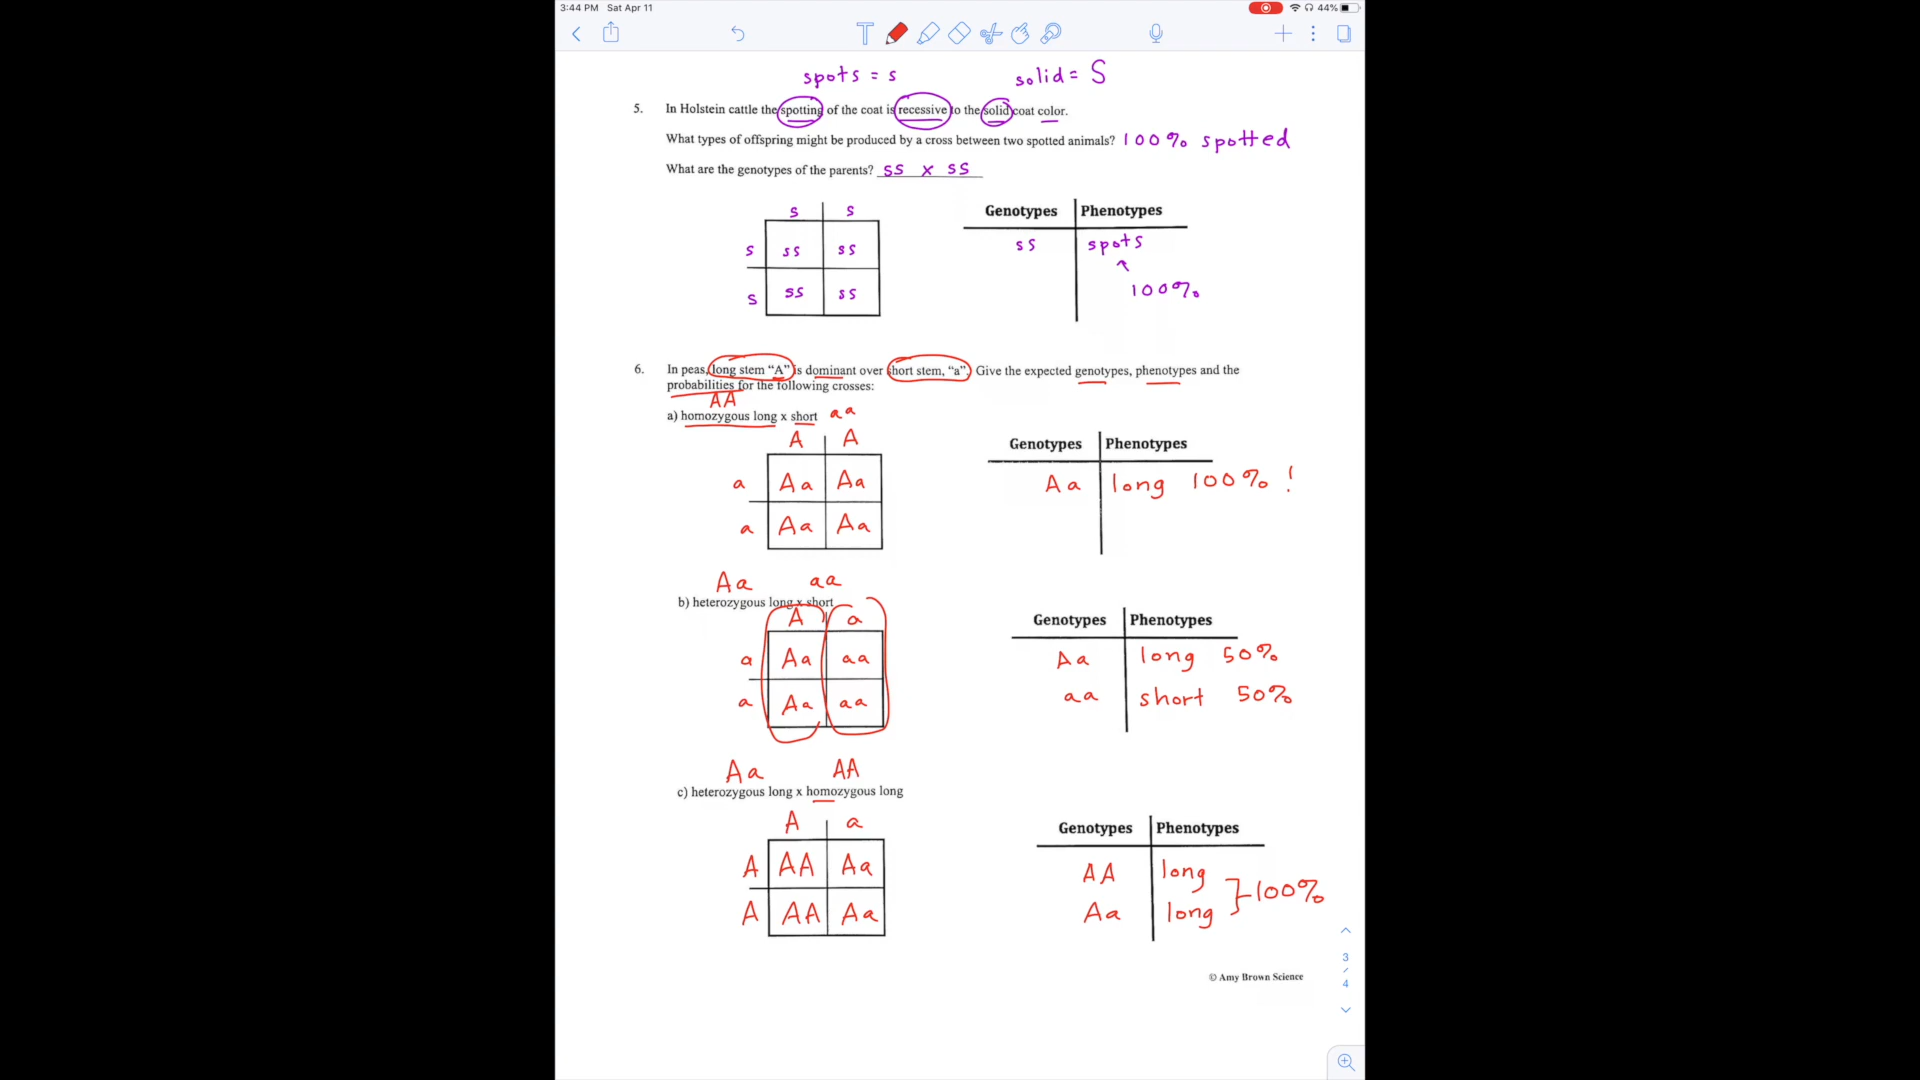 3:44 PM Sat Apr 11
44%
T
spots = s solid = S
5. In Holstein cattle the spotting of the coat is recessive to the solid coat color.
What types of offspring might be produced by a cross between two spotted animals? 100% spotted
What are the genotypes of the parents? ss x ss
s s
s ss ss
s ss ss
Genotypes Phenotypes
ss spots
100%
6. In peas, long stem "A" is dominant over short stem, "a". Give the expected genotypes, phenotypes and the
probabilities for the following crosses:
AA
a) homozygous long x short aa
A A
a Aa Aa
a Aa Aa
Genotypes Phenotypes
Aa long 100% !
Aa aa
b) heterozygous long x short
A a
a Aa aa
a Aa aa
Genotypes Phenotypes
Aa long 50%
aa short 50%
Aa AA
c) heterozygous long x homozygous long
A a
A AA Aa
A AA Aa
Genotypes Phenotypes
AA long
Aa long
}-100%
© Amy Brown Science
3
/
4